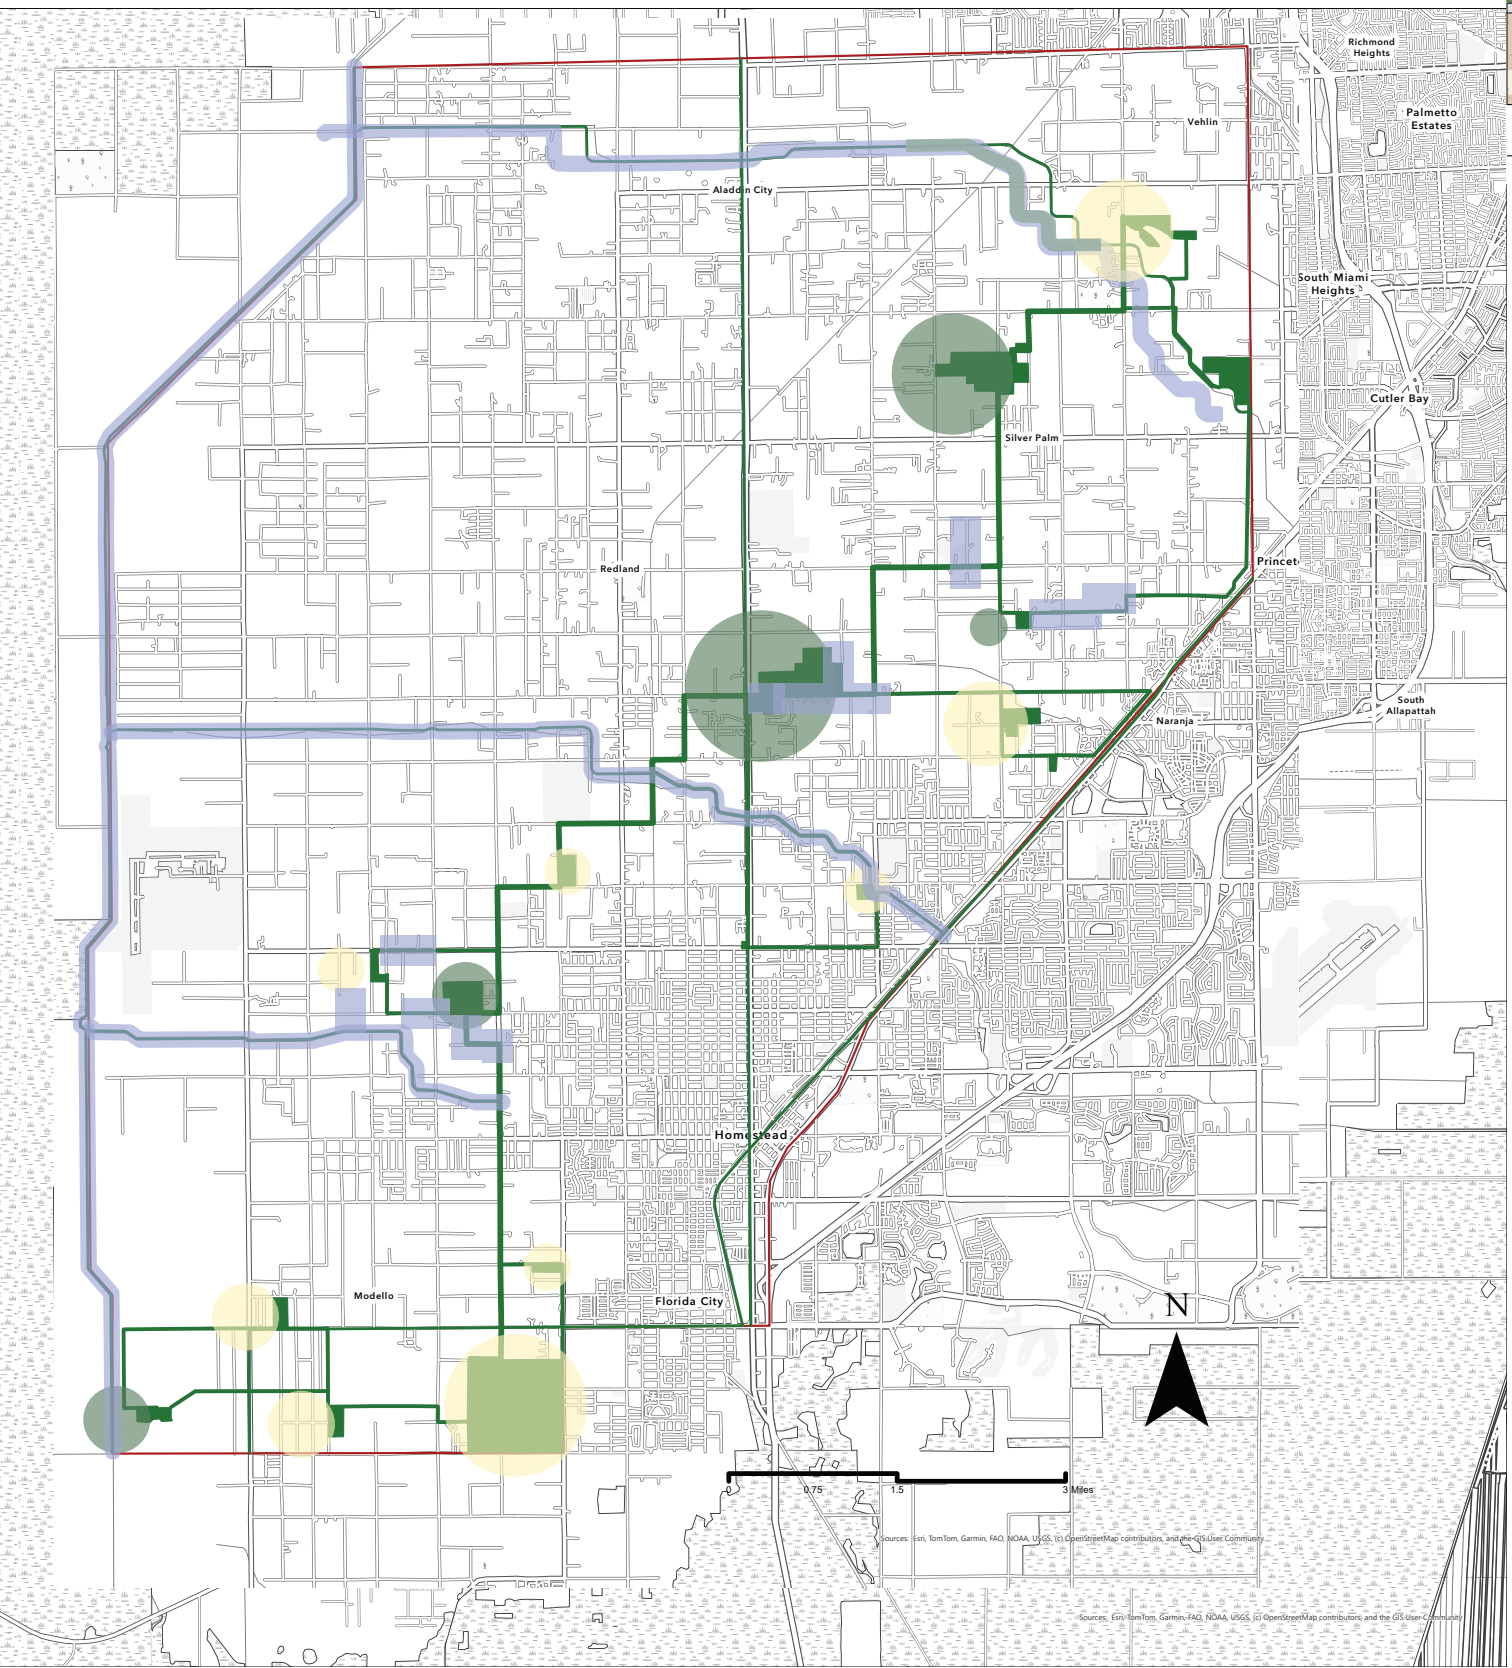 Richmond
Heights
Palmetto
Estates
Vehlin
Aladdin City
South Miami
Heights
Cutler Bay
Silver Palm
Princet
Redland
South
Allapattah
Naranja
Homestead
Modello
Florida City
N
0
0.75
1.5
3 Miles
Sources: Esri, TomTom, Garmin, FAO, NOAA, USGS, (c) OpenStreetMap contributors, and the GIS User Community
Sources: Esri, TomTom, Garmin, FAO, NOAA, USGS, (c) OpenStreetMap contributors, and the GIS User Community